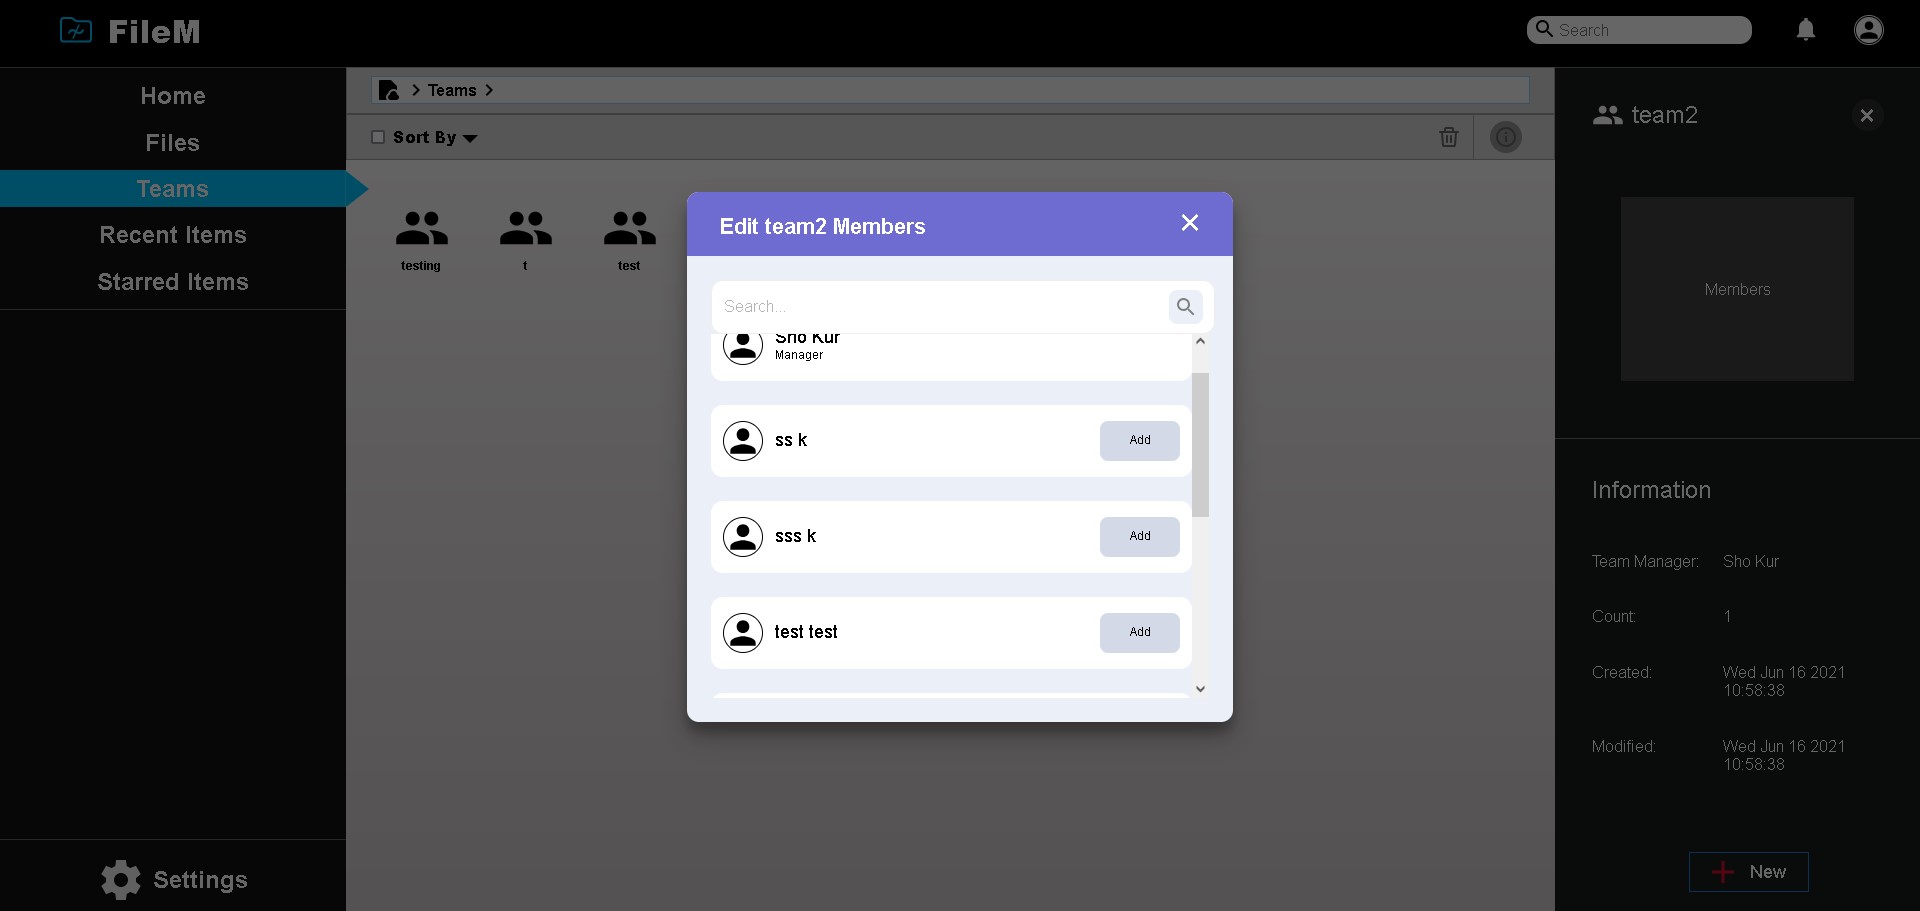 FileM
Search
Home
Files
Teams
Recent Items
Starred Items
Settings
Teams
Sort By
testing
t
test
Edit team2 Members
Search...
Sho Kur
Manager
ss k
Add
sss k
Add
test test
Add
team2
Members
Information
Team Manager: Sho Kur
Count: 1
Created: Wed Jun 16 2021
10:58:38
Modified: Wed Jun 16 2021
10:58:38
New